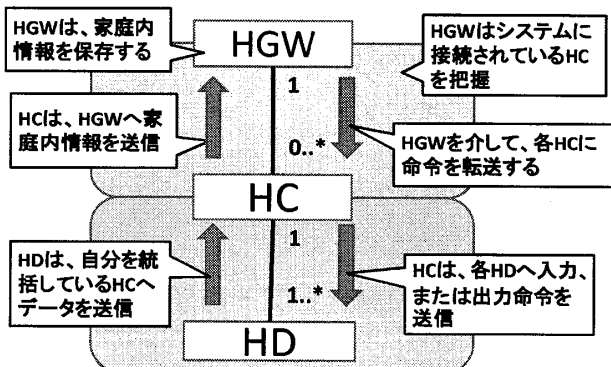 HGWは、家庭内
情報を保存する
HGW
HGWはシステムに
接続されているHC
を把握
1
HCは、HGWへ家
庭内情報を送信
0..*
HGWを介して、各HCに
命令を転送する
HC
1
HDは、自分を統
括しているHCへ
データを送信
HCは、各HDへ入力、
または出力命令を
送信
1..*
HD